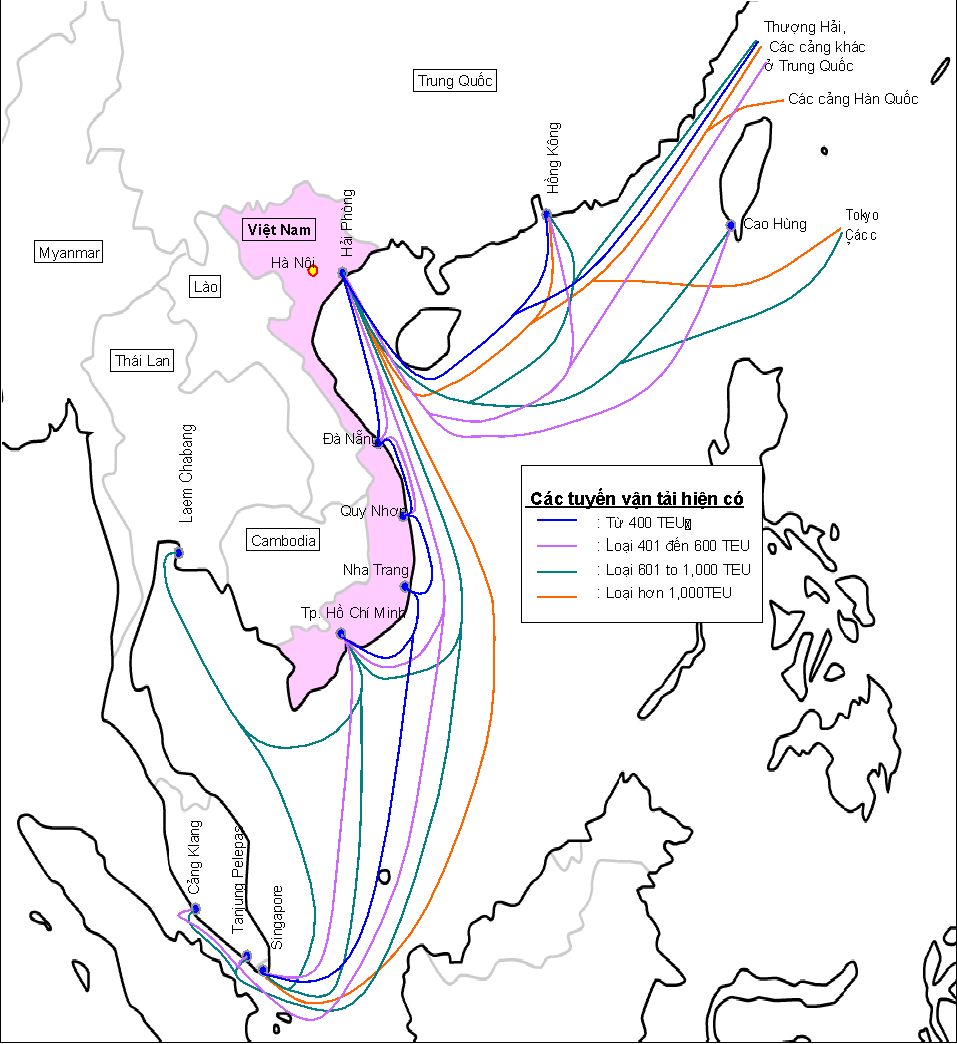 Thượng Hải,
Các cảng khác
ở Trung Quốc
Trung Quốc
Các cảng Hàn Quốc
Hồng Kông
Hải Phòng
Việt Nam
Hà Nội
Tokyo
Cao Hùng
Myanmar
Lào
Thái Lan
Đà Nẵng
Laem Chabang
Quy Nhơn
Cambodia
Nha Trang
Tp. Hồ Chí Minh
Các tuyến vận tải hiện có
: Từ 400 TEU
: Loại 401 đến 600 TEU
: Loại 601 to 1,000 TEU
: Loại hơn 1,000TEU
Cảng Klang
Tanjung Pelepas
Singapore